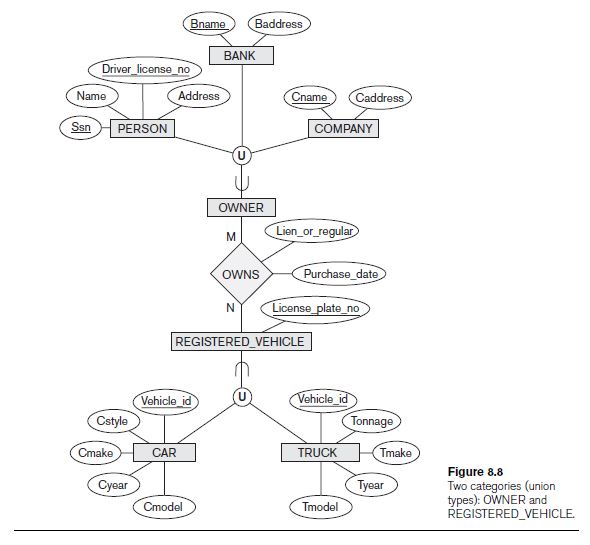 Bname
Baddress
BANK
Driver_license_no
Name
Address
Cname
Caddress
Ssn
PERSON
COMPANY
U
OWNER
Lien_or_regular
M
OWNS
Purchase_date
N
License_plate_no
REGISTERED_VEHICLE
U
Vehicle_id
Vehicle_id
Cstyle
Tonnage
Cmake
CAR
TRUCK
Tmake
Cyear
Tyear
Cmodel
Tmodel
Figure 8.8
Two categories (union
types): OWNER and
REGISTERED_VEHICLE.